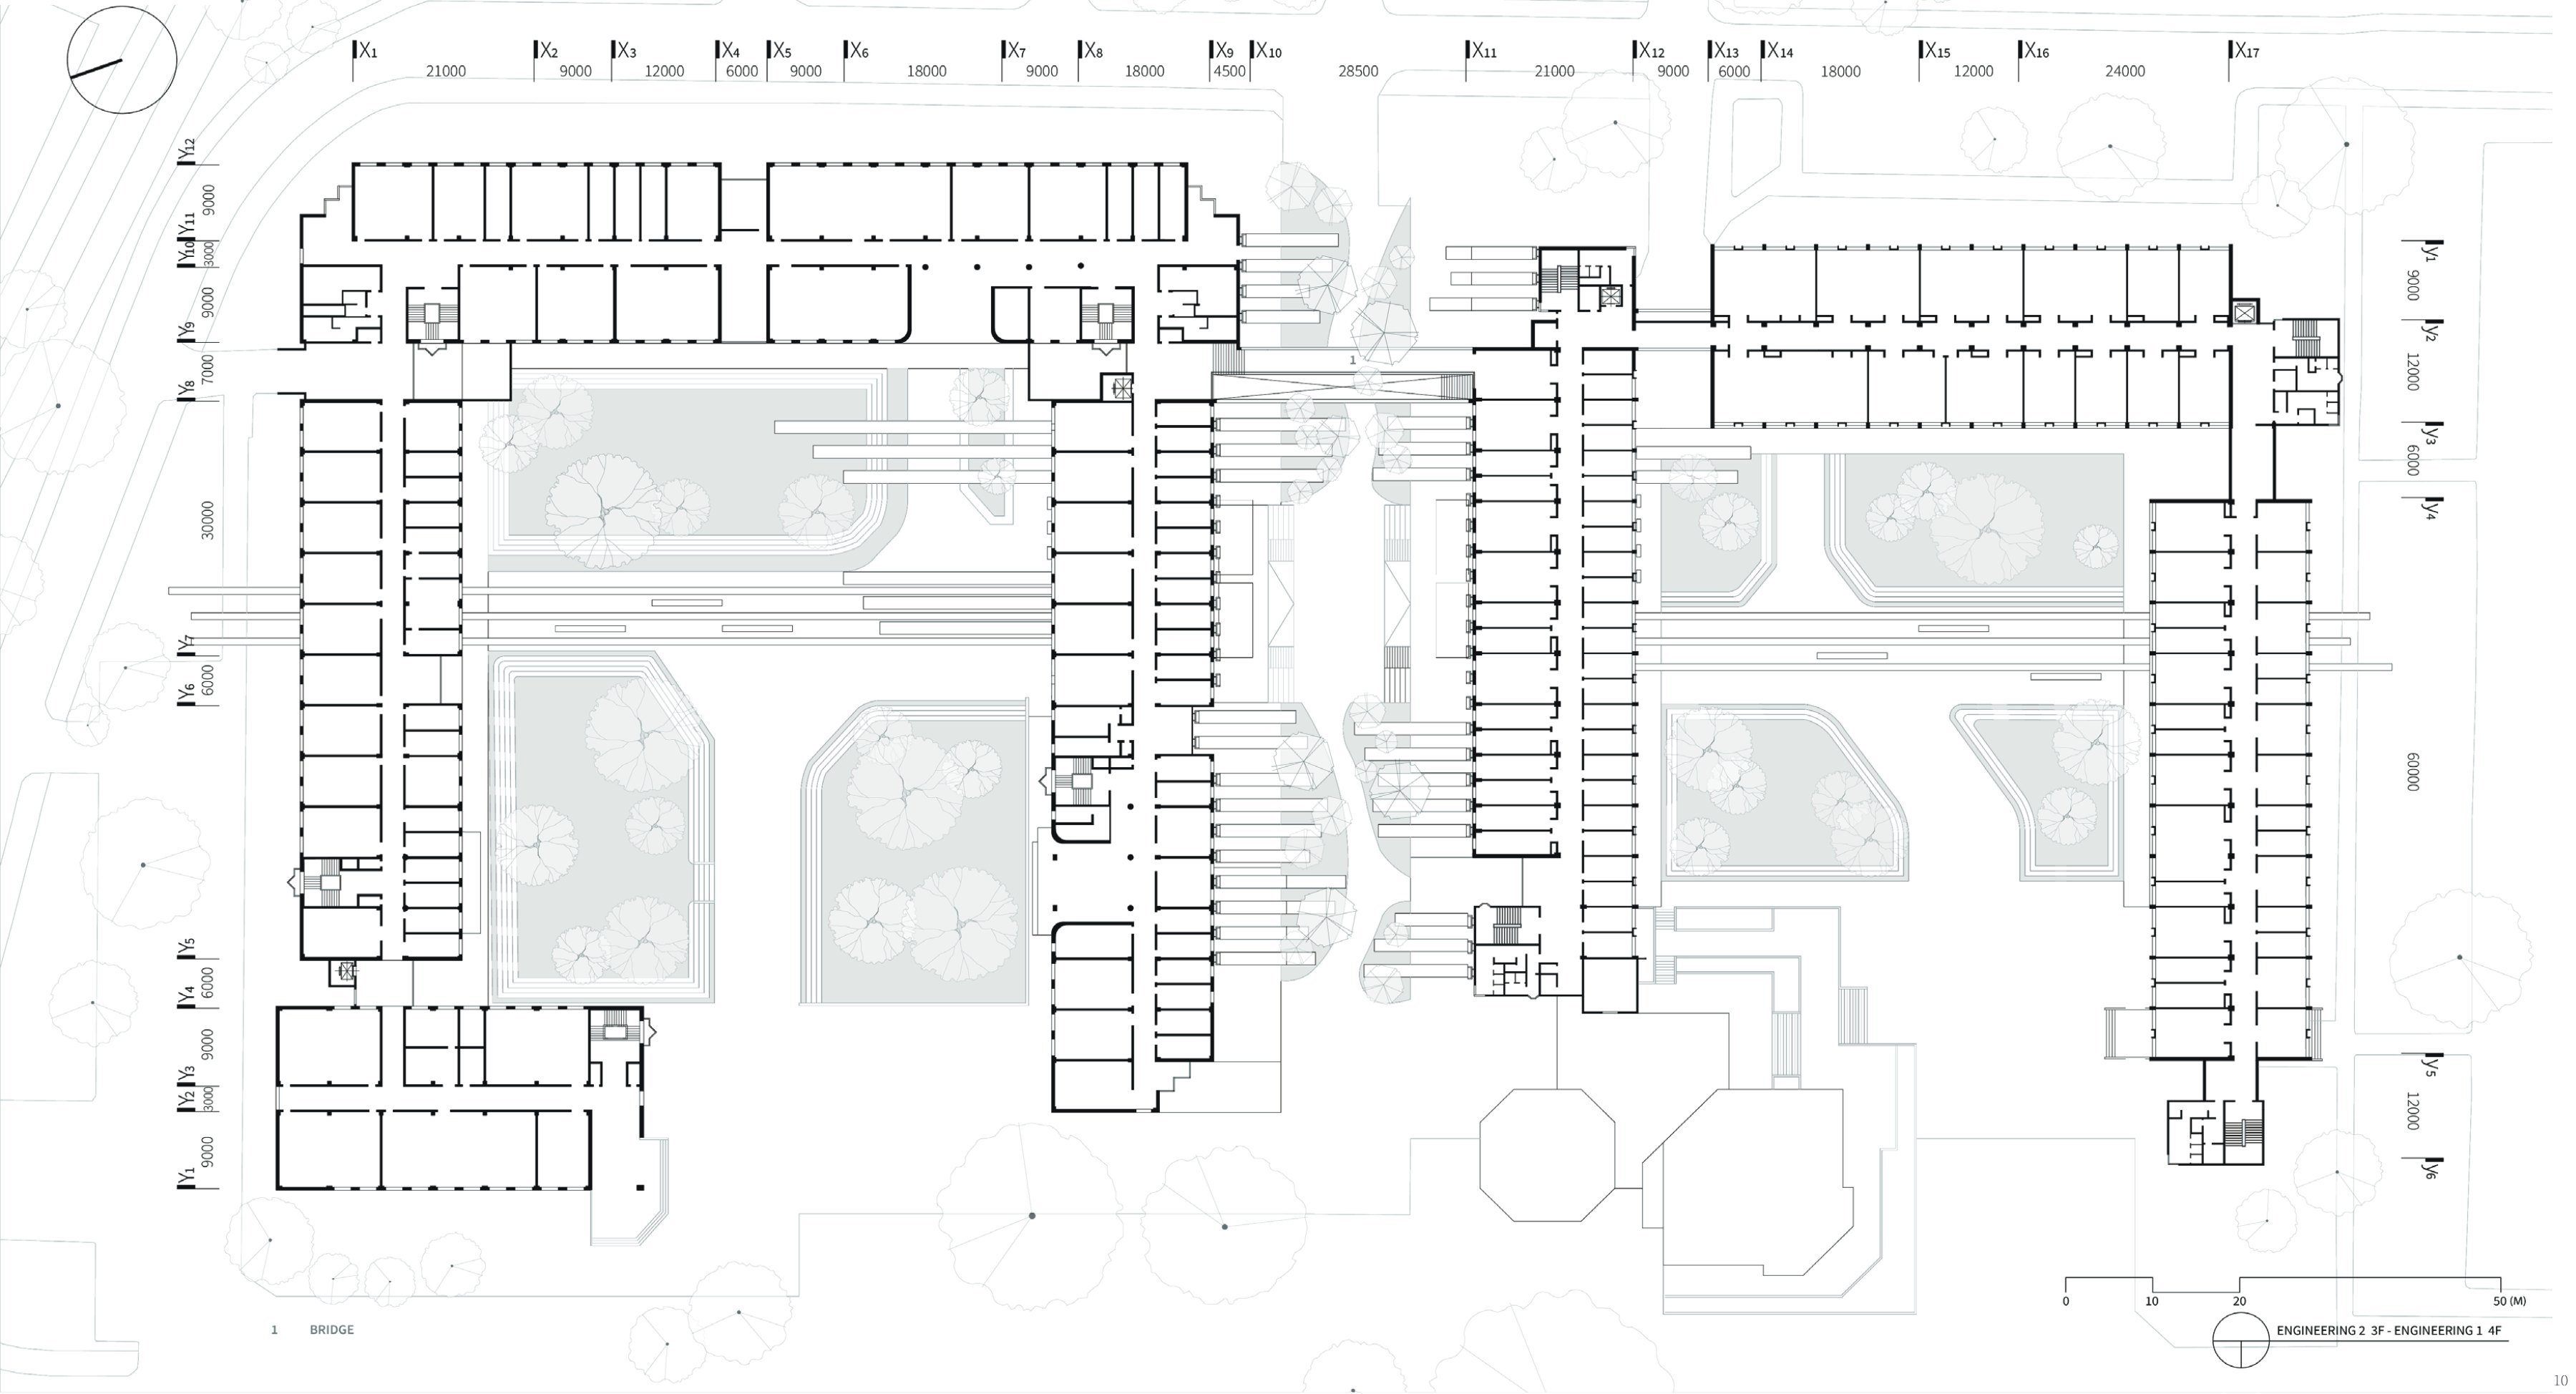 X1 X2 X3 X4 X5 X6 X7 X8 X9 X10 X11 X12 X13 X14 X15 X16 X17
21000 9000 12000 6000 9000 18000 9000 18000 4500 28500 21000 9000 6000 18000 12000 24000
Y12
9000
Y11
3000
Y10
9000
Y9
7000
Y8
30000
Y7
6000
Y6
Y5
6000
Y4
9000
Y3
3000
Y2
9000
Y1
y1
9000
y2
12000
y3
6000
y4
60000
y5
12000
y6
1
0 10 20 50 (M)
1 BRIDGE
ENGINEERING 2 3F - ENGINEERING 1 4F
10